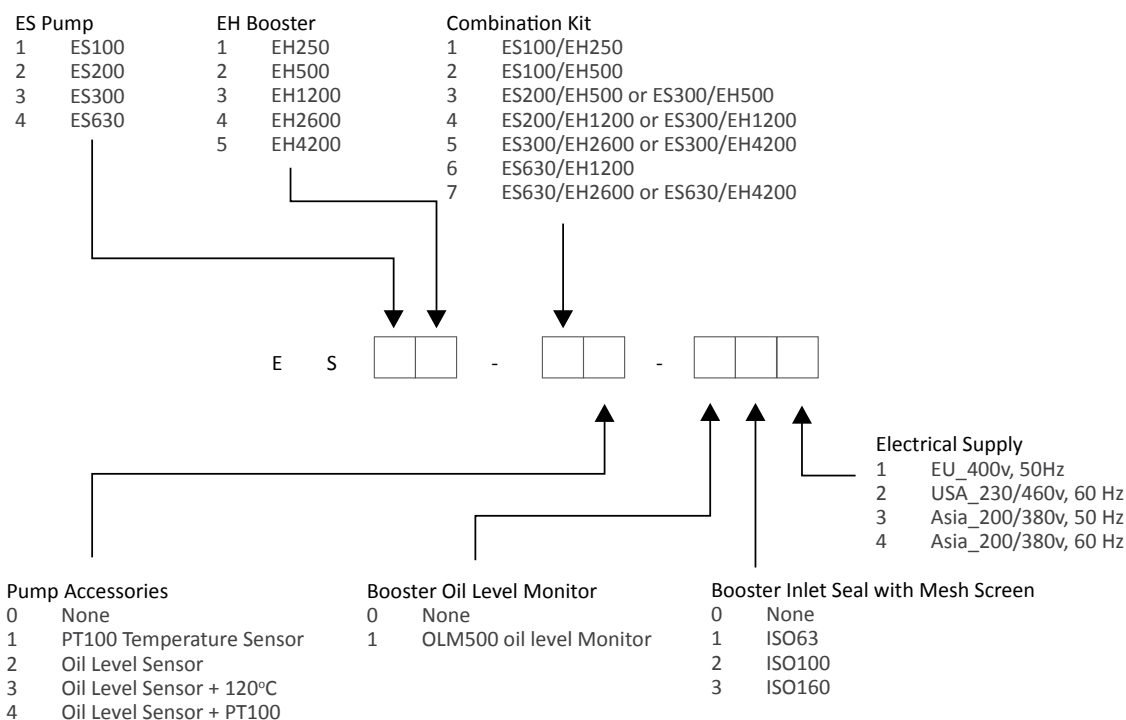 ES Pump
1 ES100
2 ES200
3 ES300
4 ES630
EH Booster
1 EH250
2 EH500
3 EH1200
4 EH2600
5 EH4200
Combination Kit
1 ES100/EH250
2 ES100/EH500
3 ES200/EH500 or ES300/EH500
4 ES200/EH1200 or ES300/EH1200
5 ES300/EH2600 or ES300/EH4200
6 ES630/EH1200
7 ES630/EH2600 or ES630/EH4200
E S - -
Electrical Supply
1 EU_400v, 50Hz
2 USA_230/460v, 60 Hz
3 Asia_200/380v, 50 Hz
4 Asia_200/380v, 60 Hz
Pump Accessories
0 None
1 PT100 Temperature Sensor
2 Oil Level Sensor
3 Oil Level Sensor + 120°C
4 Oil Level Sensor + PT100
Booster Oil Level Monitor
0 None
1 OLM500 oil level Monitor
Booster Inlet Seal with Mesh Screen
0 None
1 ISO63
2 ISO100
3 ISO160